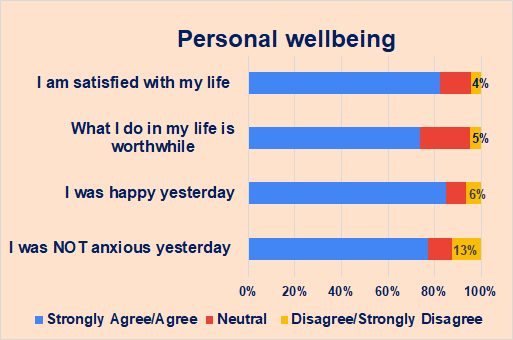 Personal wellbeing
I am satisfied with my life
4%
What I do in my life is
worthwhile
5%
I was happy yesterday
6%
I was NOT anxious yesterday
13%
0% 20% 40% 60% 80% 100%
Strongly Agree/Agree Neutral Disagree/Strongly Disagree